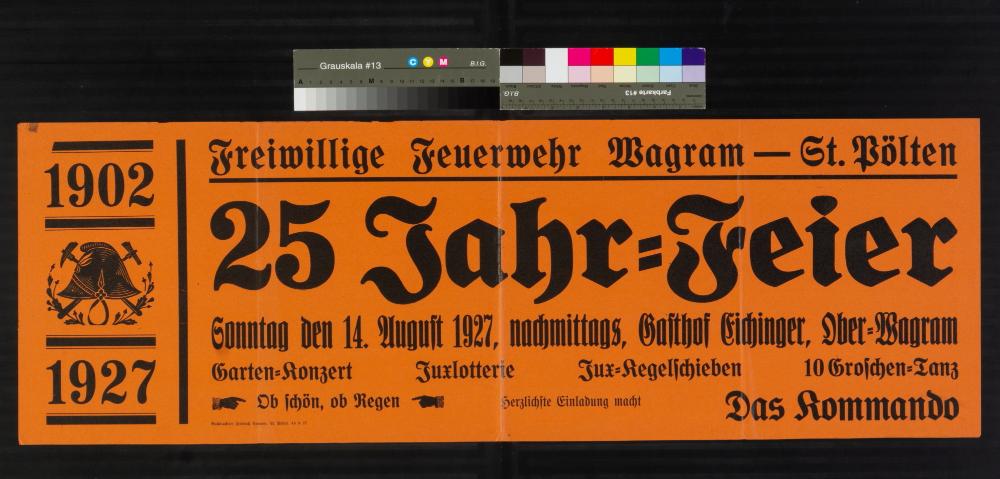 Grauskala #13 C Y M B.I.G.
Farbkarte #13 B.I.G.
1902
1927
Freiwillige Feuerwehr Wagram — St. Pölten
25 Jahr=Feier
Sonntag den 14. August 1927, nachmittags, Gasthof Eichinger, Ober=Wagram
Garten=Konzert Juxlotterie Jux=Kegelschieben 10 Groschen=Tanz
Ob schön, ob Regen Herzlichste Einladung macht Das Kommando